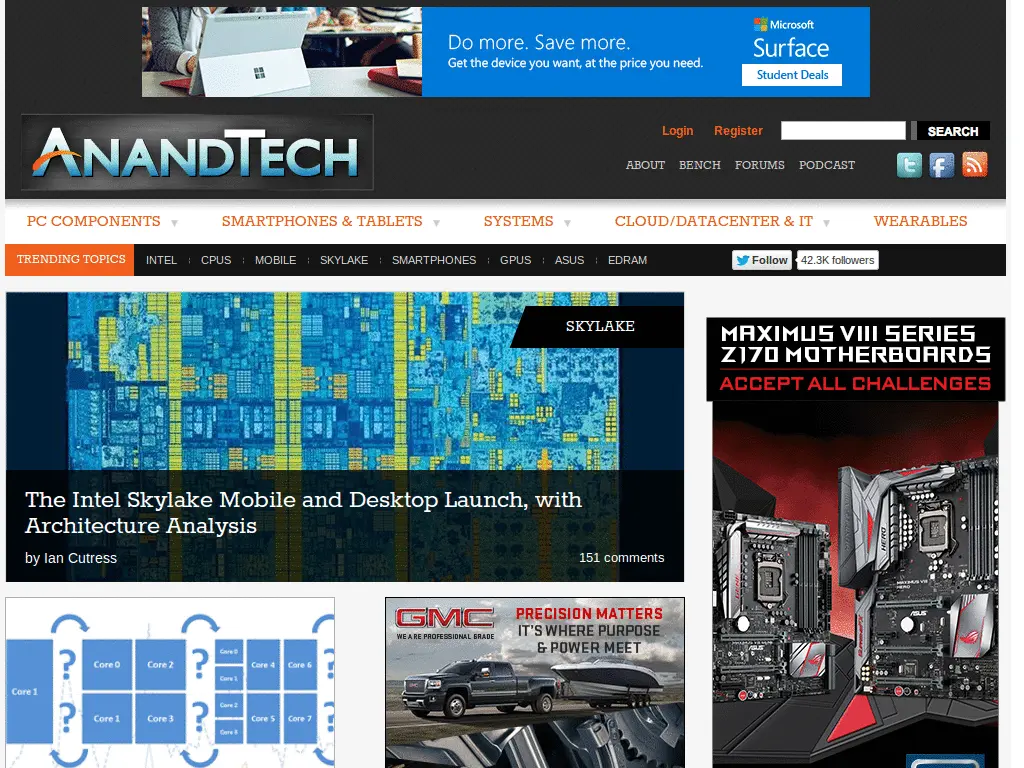 Do more. Save more.
Get the device you want, at the price you need.
Microsoft
Surface
Student Deals
ANANDTECH
Login Register SEARCH
ABOUT BENCH FORUMS PODCAST
PC COMPONENTS SMARTPHONES & TABLETS SYSTEMS CLOUD/DATACENTER & IT WEARABLES
TRENDING TOPICS INTEL CPUS MOBILE SKYLAKE SMARTPHONES GPUS ASUS EDRAM Follow 42.3K followers
SKYLAKE
The Intel Skylake Mobile and Desktop Launch, with
Architecture Analysis
by Ian Cutress 151 comments
MAXIMUS VIII SERIES
Z170 MOTHERBOARDS
ACCEPT ALL CHALLENGES
HERO
MAXIMUS VIII
HERO
ASUS
Core 1
? ? ?
Core 0 Core 2 Core 0 Core 4 Core 6
Core 1
Core 1 Core 3 Core 2 Core 5 Core 7
Core 3
? ? ?
GMC
WE ARE PROFESSIONAL GRADE
PRECISION MATTERS
IT'S WHERE PURPOSE
& POWER MEET